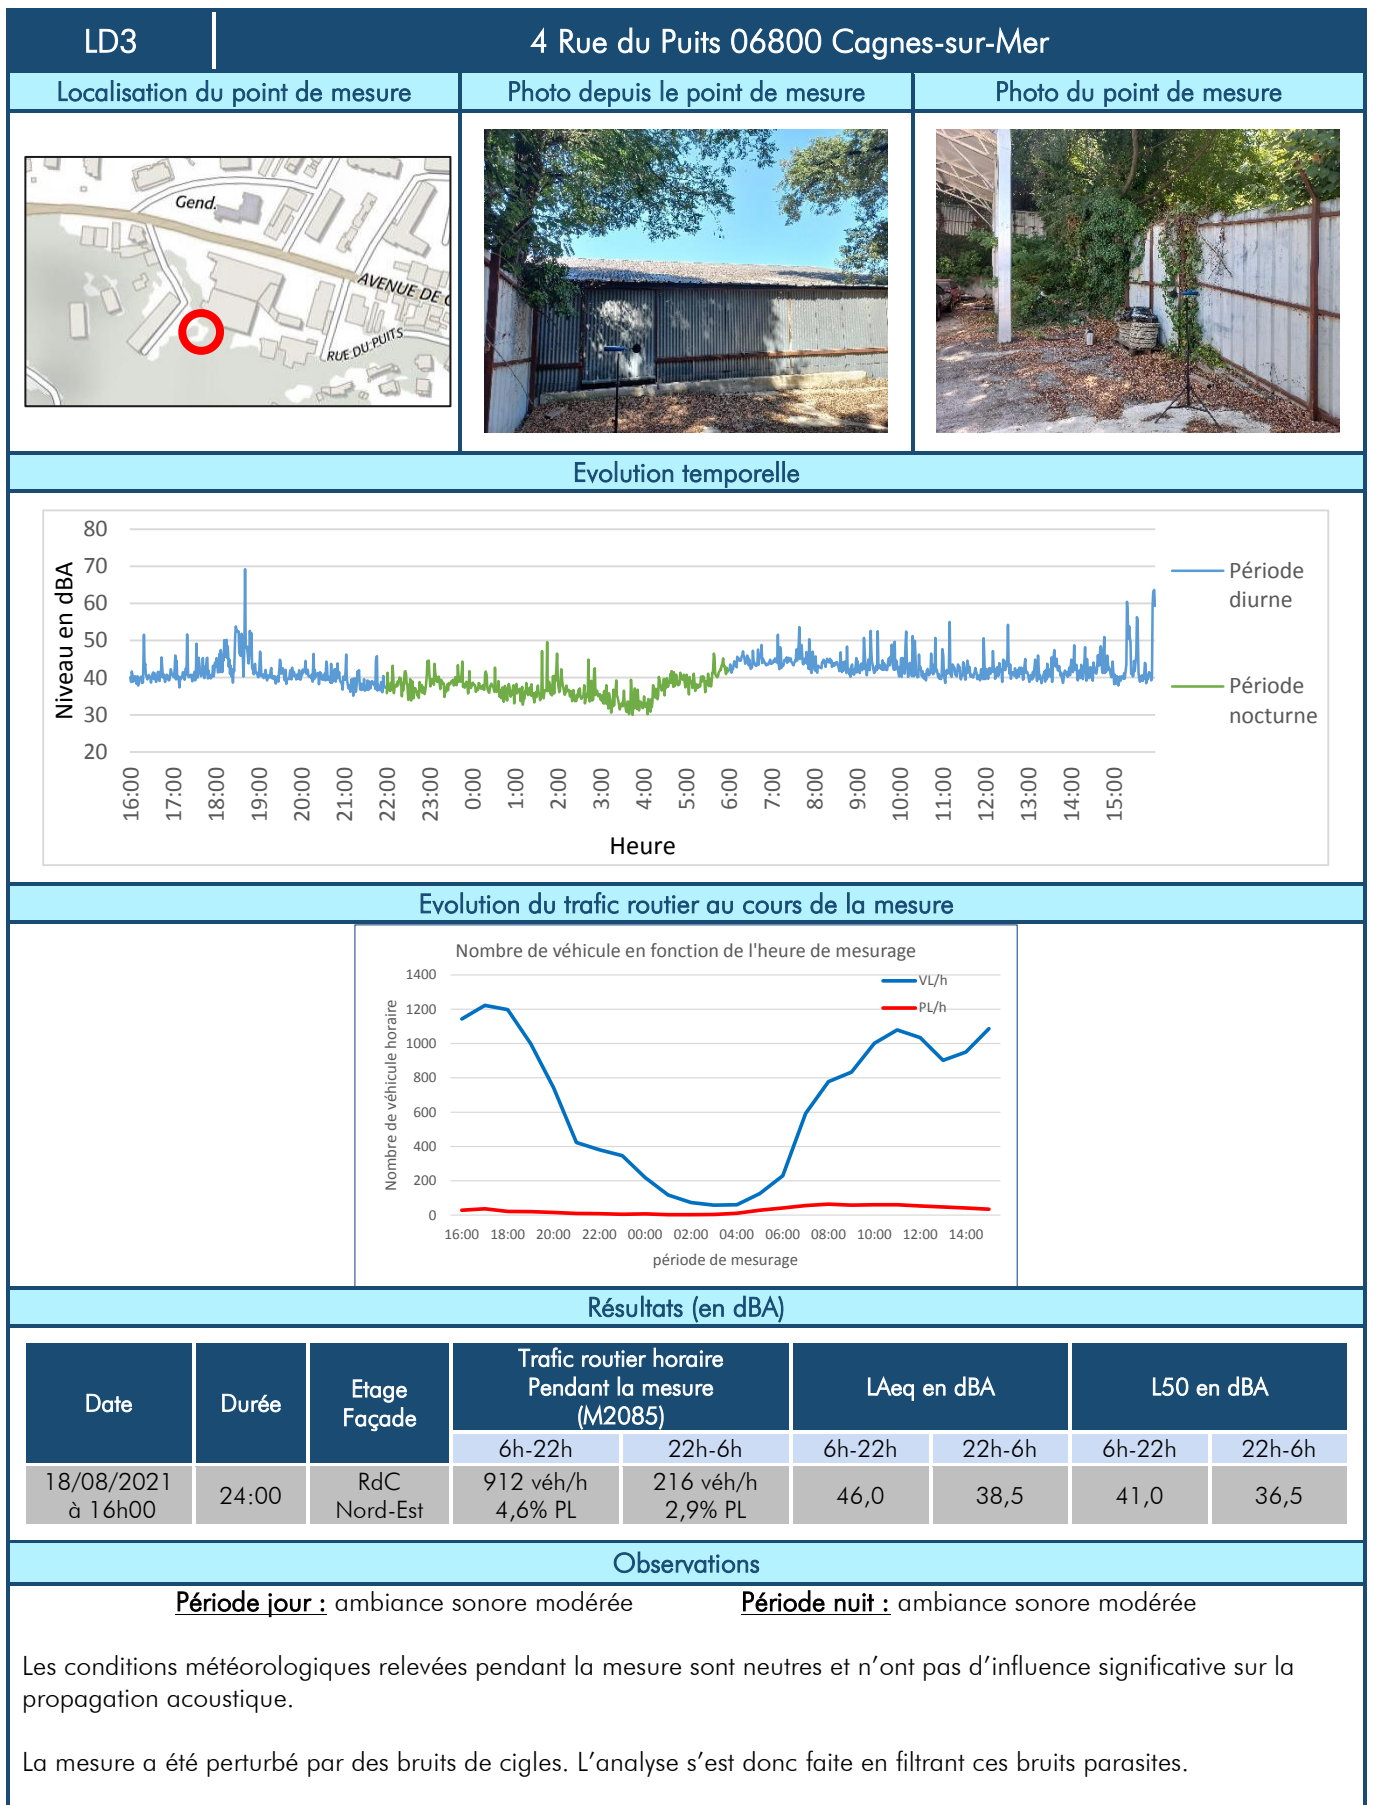 LD3
4 Rue du Puits 06800 Cagnes-sur-Mer
Localisation du point de mesure
Photo depuis le point de mesure
Photo du point de mesure
Gend.
AVENUE DE
RUE DU PUITS
Evolution temporelle
Niveau en dBA
80
70
60
50
40
30
20
16:00 17:00 18:00 19:00 20:00 21:00 22:00 23:00 0:00 1:00 2:00 3:00 4:00 5:00 6:00 7:00 8:00 9:00 10:00 11:00 12:00 13:00 14:00 15:00
Heure
Période
diurne
Période
nocturne
Evolution du trafic routier au cours de la mesure
Nombre de véhicule en fonction de l'heure de mesurage
Nombre de véhicule horaire
1400
1200
1000
800
600
400
200
0
VL/h
PL/h
16:00 18:00 20:00 22:00 00:00 02:00 04:00 06:00 08:00 10:00 12:00 14:00
période de mesurage
Résultats (en dBA)
Date
Durée
Etage
Façade
Trafic routier horaire
Pendant la mesure
(M2085)
LAeq en dBA
L50 en dBA
6h-22h 22h-6h 6h-22h 22h-6h 6h-22h 22h-6h
18/08/2021
à 16h00
24:00
RdC
Nord-Est
912 véh/h
4,6% PL
216 véh/h
2,9% PL
46,0
38,5
41,0
36,5
Observations
Période jour : ambiance sonore modérée
Période nuit : ambiance sonore modérée
Les conditions météorologiques relevées pendant la mesure sont neutres et n'ont pas d'influence significative sur la
propagation acoustique.
La mesure a été perturbé par des bruits de cigles. L'analyse s'est donc faite en filtrant ces bruits parasites.